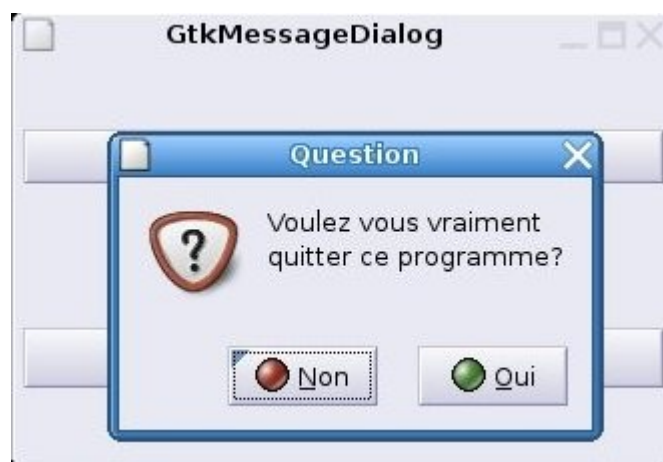 GtkMessageDialog
Question
?
Voulez vous vraiment
quitter ce programme?
Non
Oui